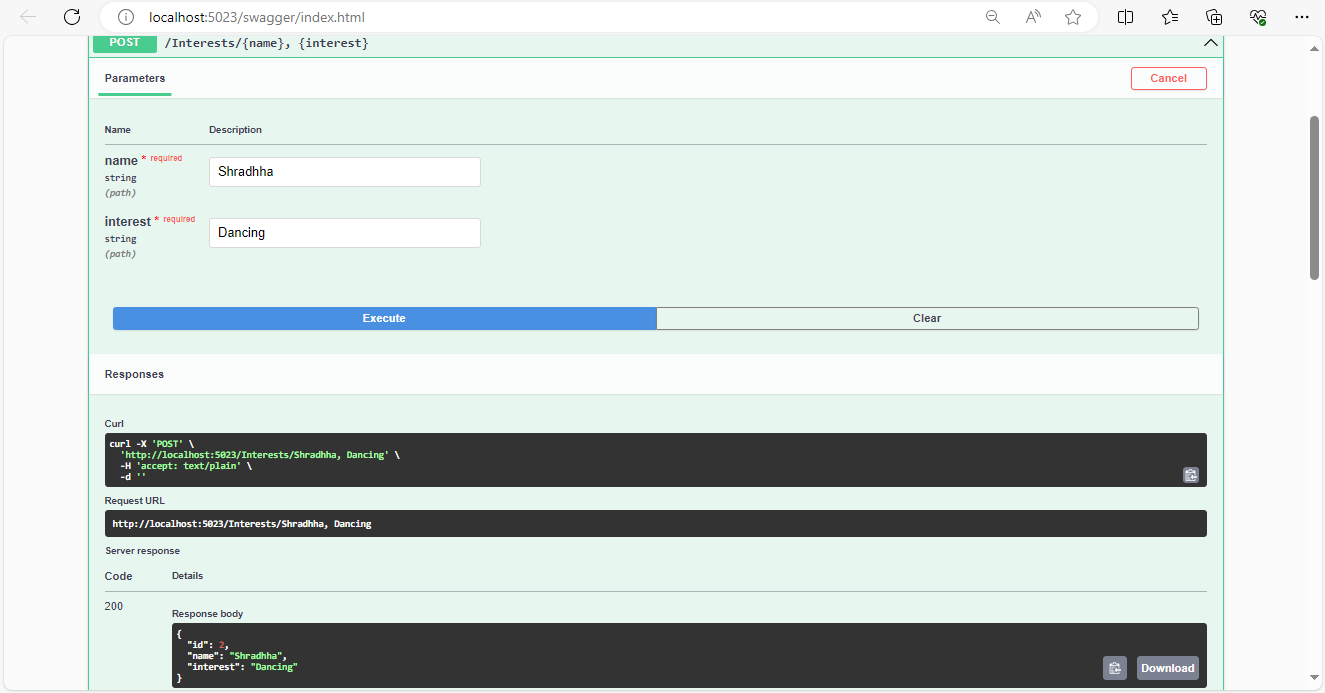 localhost:5023/swagger/index.html
POST /Interests/{name}, {interest}
Parameters
Cancel
Name Description
name * required
string
(path)
Shradhha
interest * required
string
(path)
Dancing
Execute Clear
Responses
Curl
curl -X 'POST' \
'http://localhost:5023/Interests/Shradhha, Dancing' \
-H 'accept: text/plain' \
-d ''
Request URL
http://localhost:5023/Interests/Shradhha, Dancing
Server response
Code Details
200
Response body
{
"id": 2,
"name": "Shradhha",
"interest": "Dancing"
}
Download